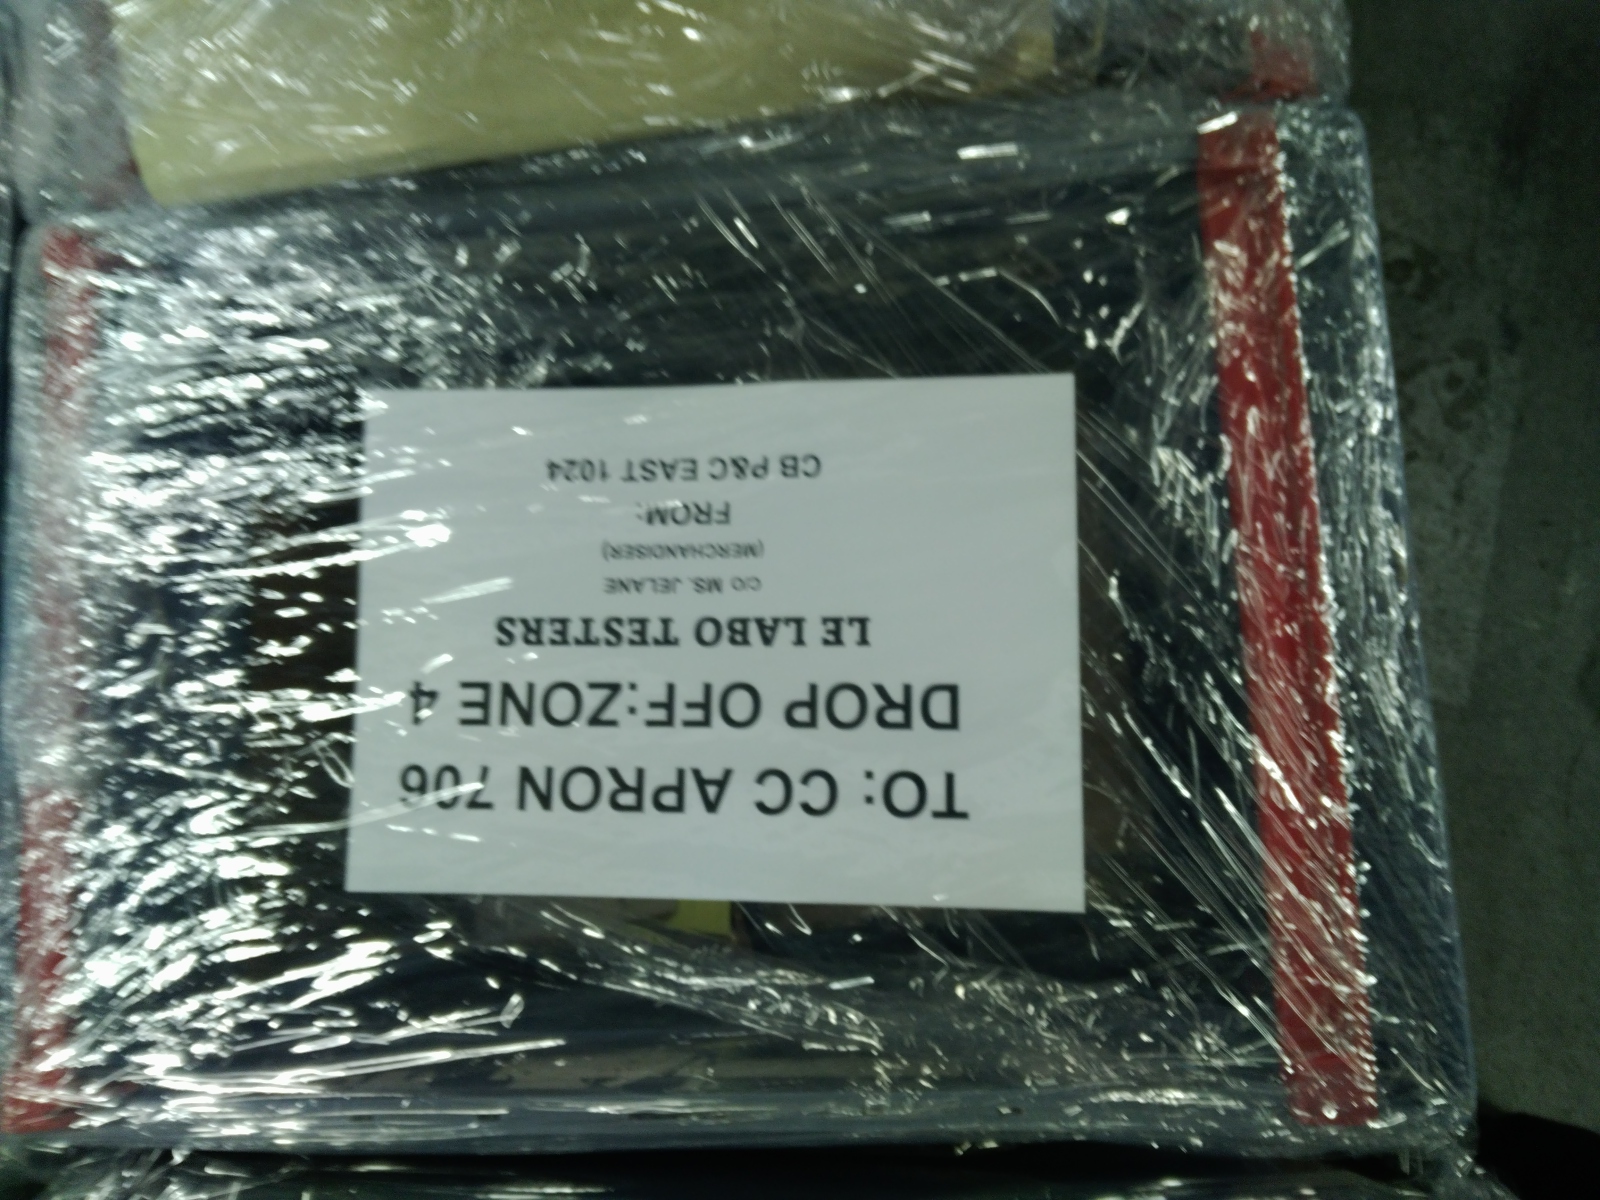 TO: CC APRON 706
DROP OFF:ZONE 4
LE LABO TESTERS
C/O MS. JELANE
(MERCHANDISER)
FROM:
CB P&C EAST 1024